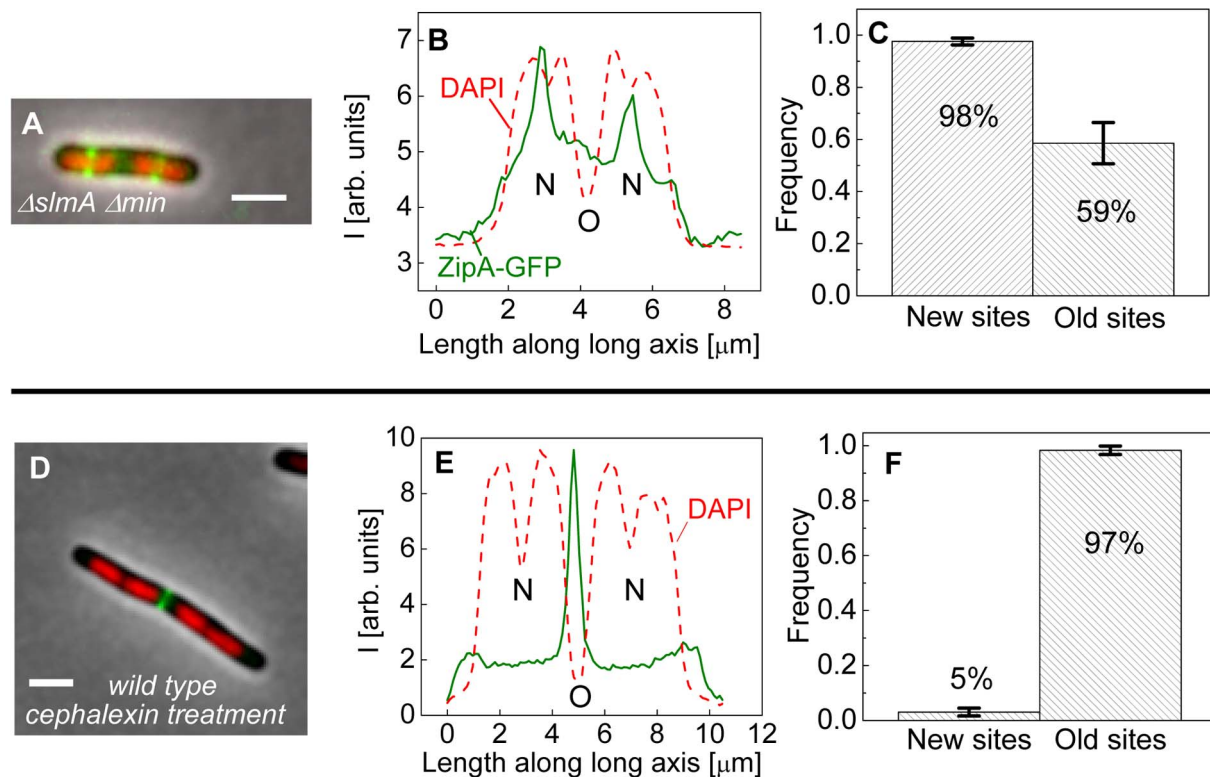 A
ΔslmA Δmin
B
7
6
5
4
3
I [arb. units]
DAPI
N
N
O
ZipA-GFP
0
2
4
6
8
Length along long axis [μm]
C
1.0
0.8
0.6
0.4
0.2
0.0
Frequency
98%
59%
New sites
Old sites
D
wild type
cephalexin treatment
E
10
8
6
4
2
0
I [arb. units]
DAPI
N
N
O
0
2
4
6
8
10
12
Length along long axis [μm]
F
1.0
0.8
0.6
0.4
0.2
0.0
Frequency
5%
97%
New sites
Old sites